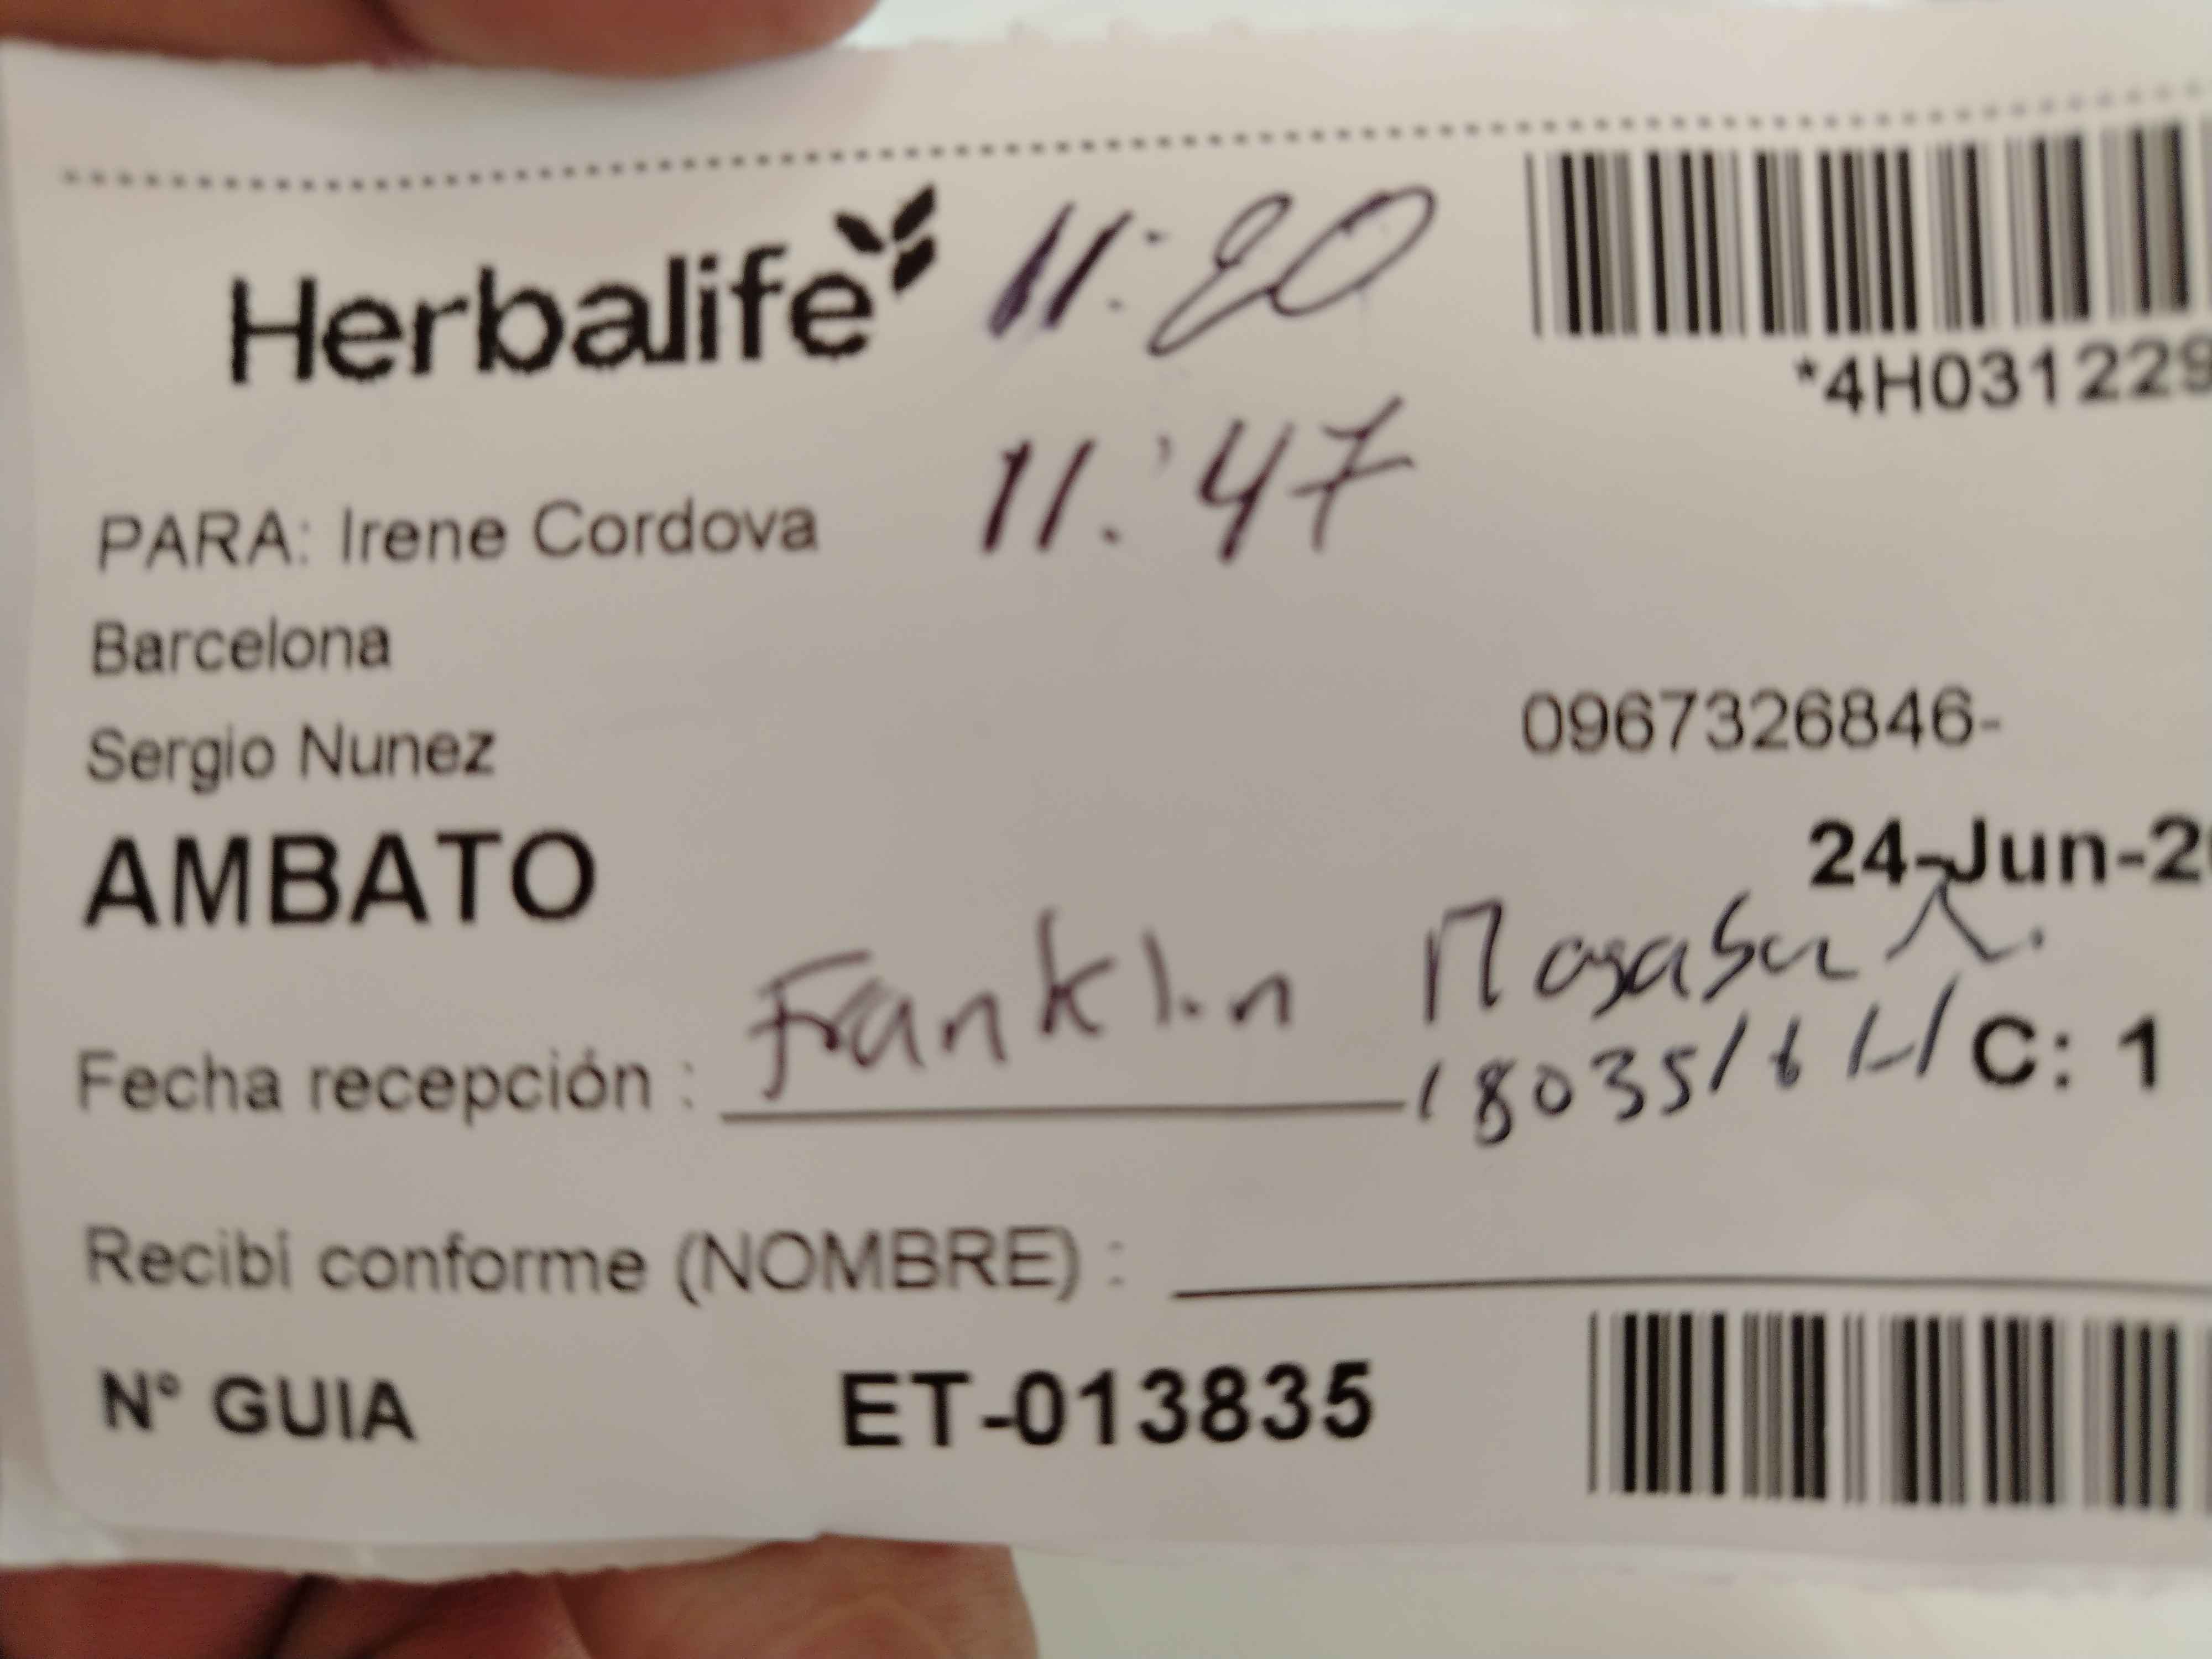 Herbalife 11:20
*4H031229
11:47
PARA: Irene Cordova
Barcelona
0967326846-
Sergio Nunez
24-Jun-2
AMBATO
Franklin
Fecha recepción :
C: 1
Recibí conforme (NOMBRE) :
N° GUIA ET-013835